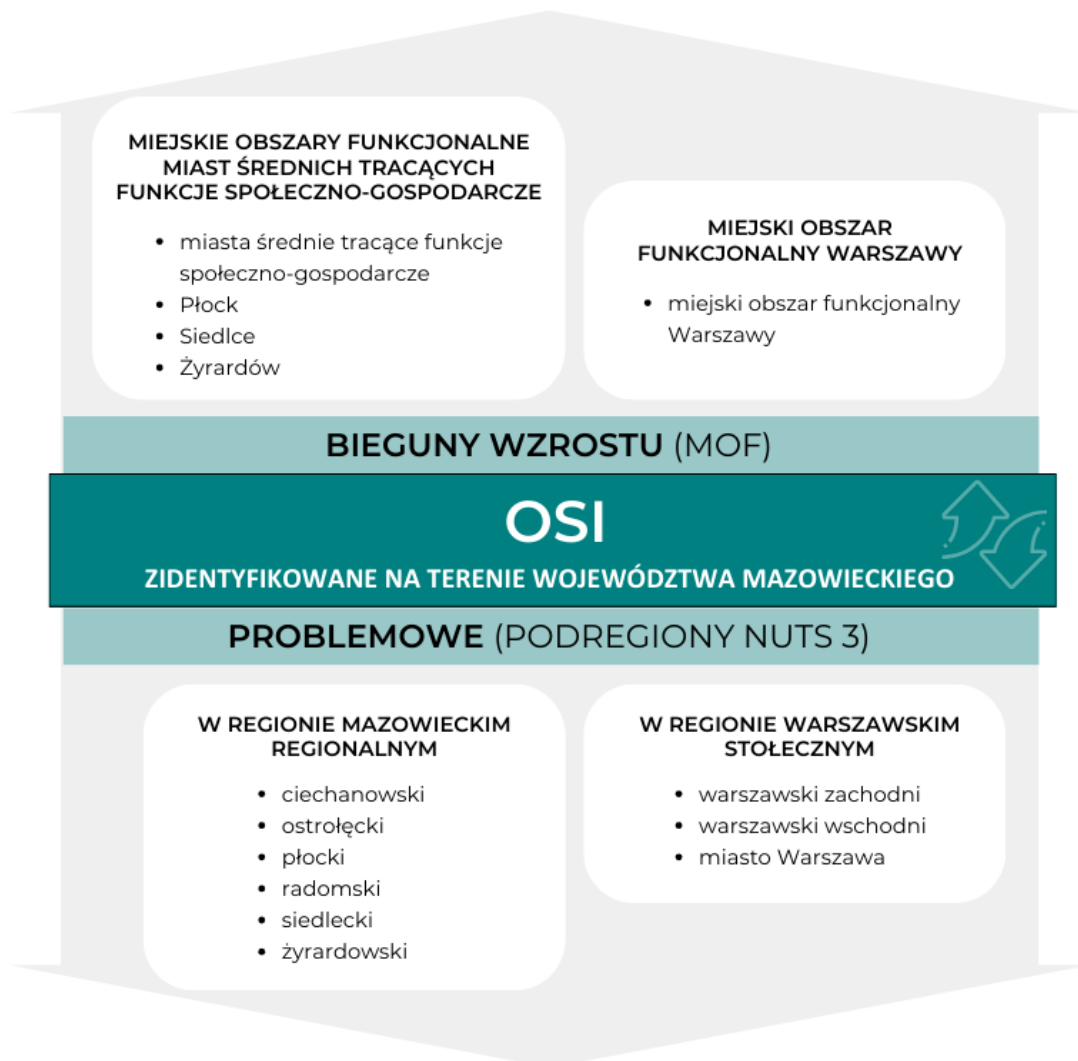 MIEJSKIE OBSZARY FUNKCJONALNE
MIAST ŚREDNICH TRACĄCYCH
FUNKCJE SPOŁECZNO-GOSPODARCZE
• miasta średnie tracące funkcje
społeczno-gospodarcze
• Płock
• Siedlce
• Żyrardów
MIEJSKI OBSZAR
FUNKCJONALNY WARSZAWY
• miejski obszar funkcjonalny
Warszawy
BIEGUNY WZROSTU (MOF)
OSI
ZIDENTYFIKOWANE NA TERENIE WOJEWÓDZTWA MAZOWIECKIEGO
PROBLEMOWE (PODREGIONY NUTS 3)
W REGIONIE MAZOWIECKIM
REGIONALNYM
• ciechanowski
• ostrołęcki
• płocki
• radomski
• siedlecki
• żyrardowski
W REGIONIE WARSZAWSKIM
STOŁECZNYM
• warszawski zachodni
• warszawski wschodni
• miasto Warszawa